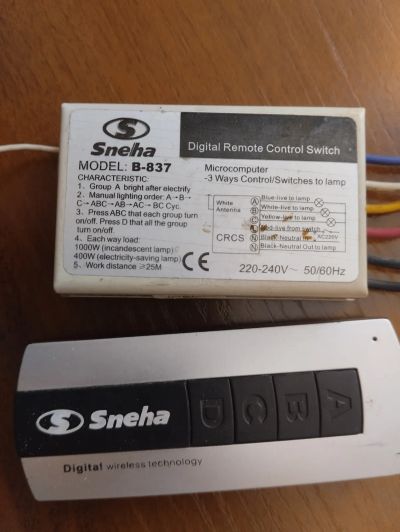 Sneha
Digital Remote Control Switch
MODEL: B-837
CHARACTERISTIC:
1、Group A bright after electrify
2、Manual lighting order: A→B→
C→ABC→AB→AC→BC Cyc.
3、Press ABC that each group turn
on/off. Press D that all the group
turn on/off.
4、Each way load:
1000W (incandescent lamp)
400W (electricity-saving lamp)
5、Work distance ≥25M
Microcomputer
-3 Ways Control/Switches to lamp
White
Antenna
CRCS
A Blue-live to lamp
B White-live to lamp
C Yellow-live to lamp
L Red-live from switch
N Black-Neutral In
N Black-Neutral Out to lamp
AC220V
CE
220-240V~ 50/60Hz
Sneha
D C B A
Digital wireless technology